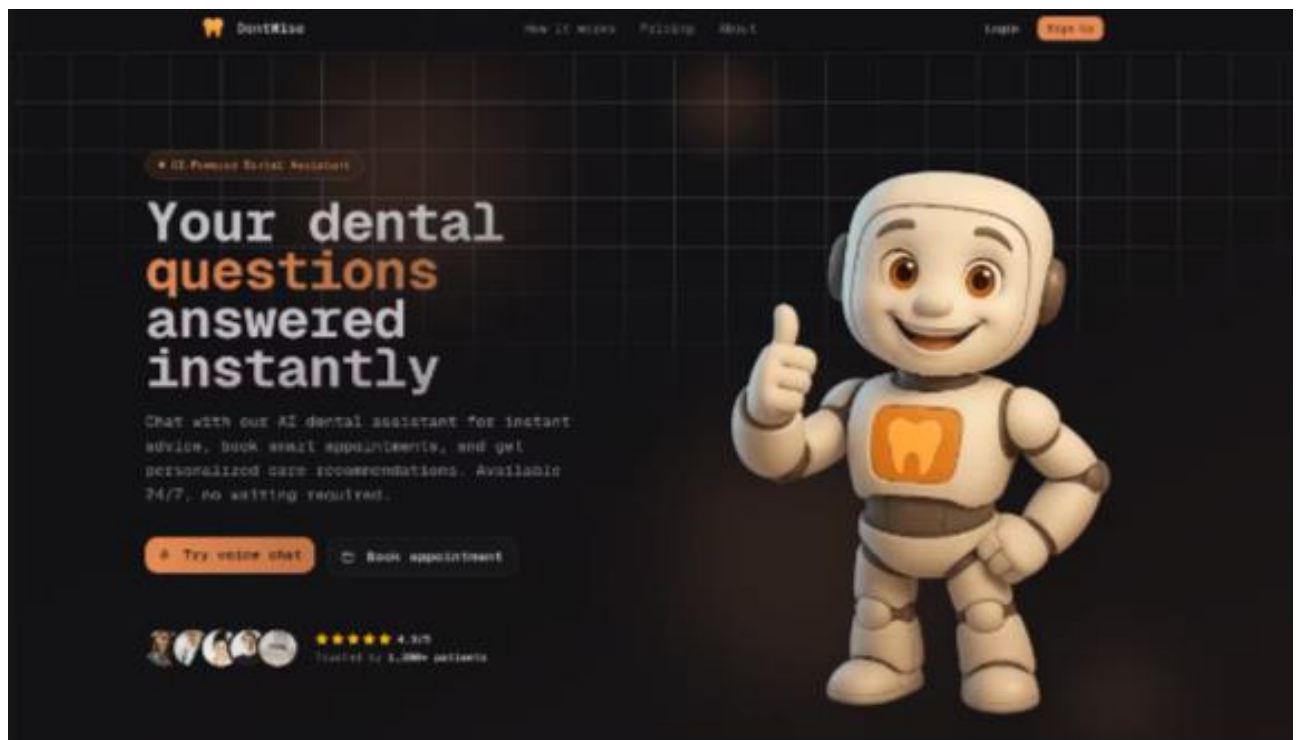 DentWise
How it works Pricing About
Login Sign Up
AI-Powered Dental Assistant
Your dental
questions
answered
instantly
Chat with our AI dental assistant for instant
advice, book smart appointments, and get
personalized care recommendations. Available
24/7, no waiting required.
Try voice chat
Book appointment
4.9/5
Trusted by 1,200+ patients